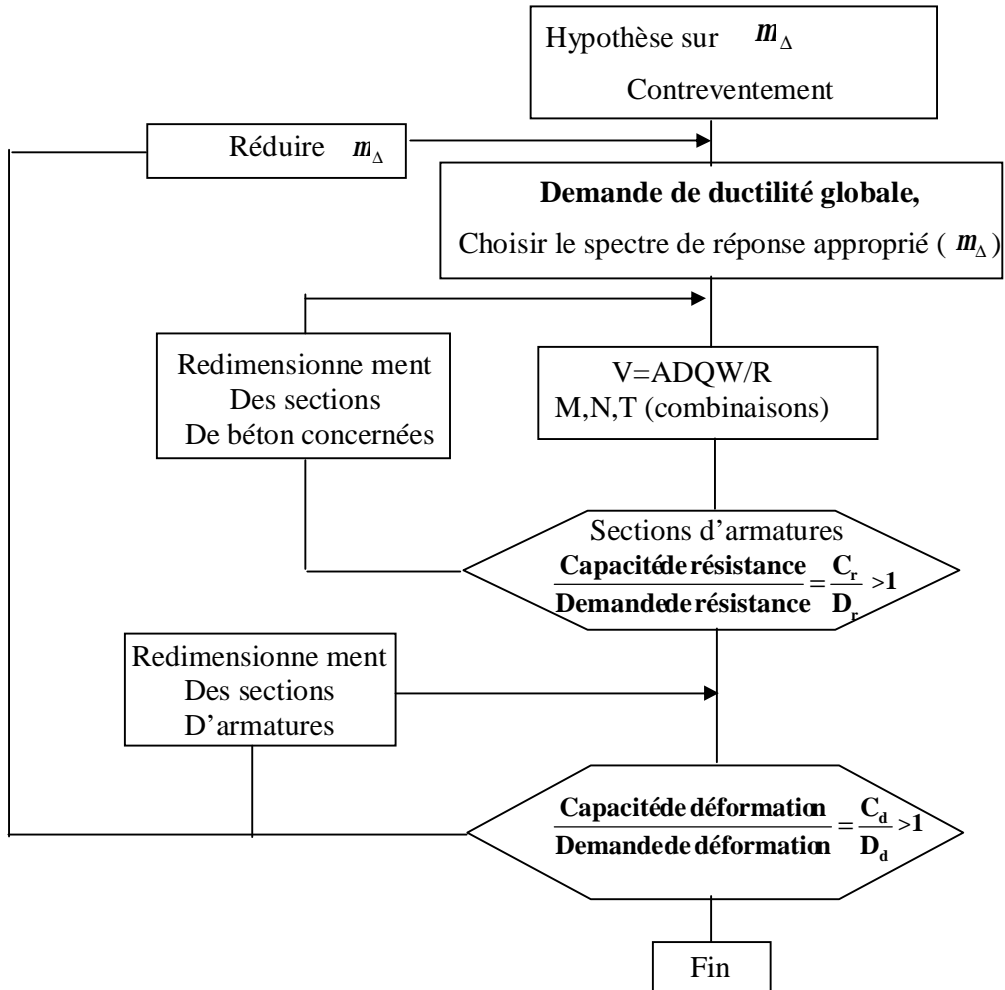 Hypothèse sur m_Δ
Contreventement
Réduire m_Δ
Demande de ductilité globale,
Choisir le spectre de réponse approprié ( m_Δ)
Redimensionne ment
Des sections
De béton concernées
V=ADQW/R
M,N,T (combinaisons)
Sections d’armatures
Capacitéde résistance / Demandede résistance = C_r / D_r >1
Redimensionne ment
Des sections
D’armatures
Capacitéde déformation / Demandede déformation = C_d / D_d >1
Fin